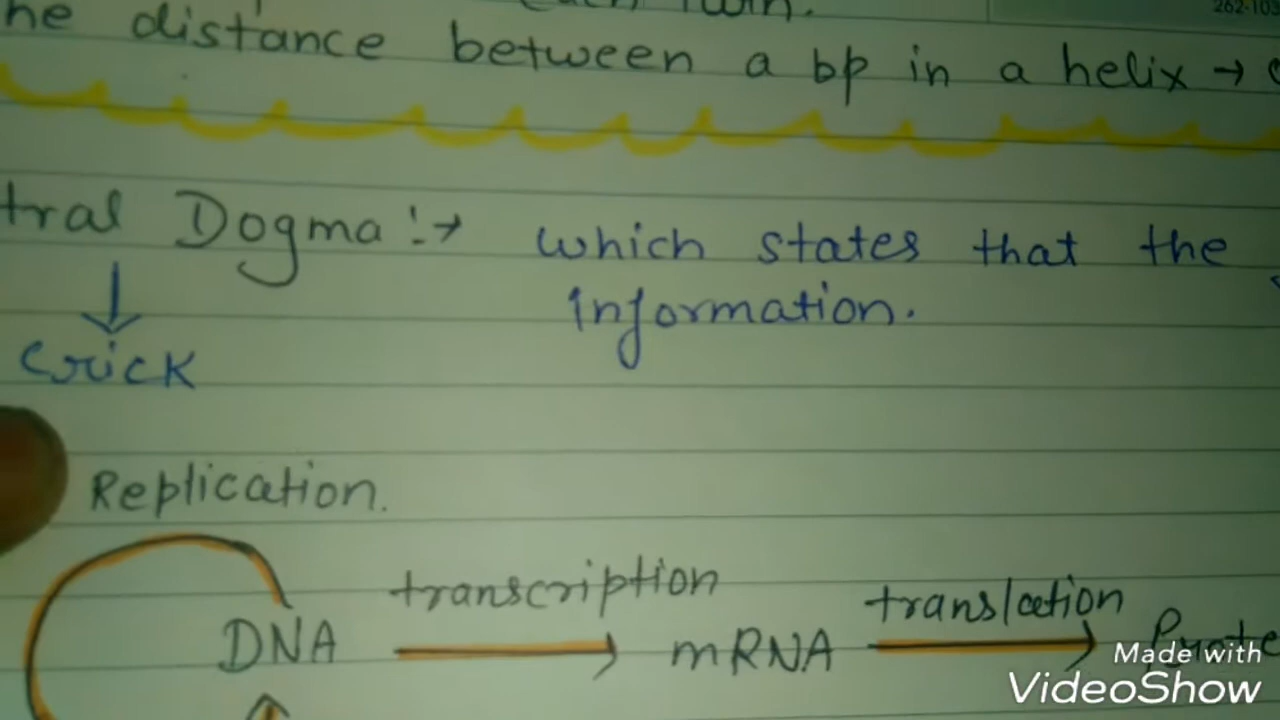 he distance between a bp in a helix →
tral Dogma :→ which states that the
Information.
↓
Crick
Replication.
transcription translation
DNA → mRNA → Prote
Made with
VideoShow